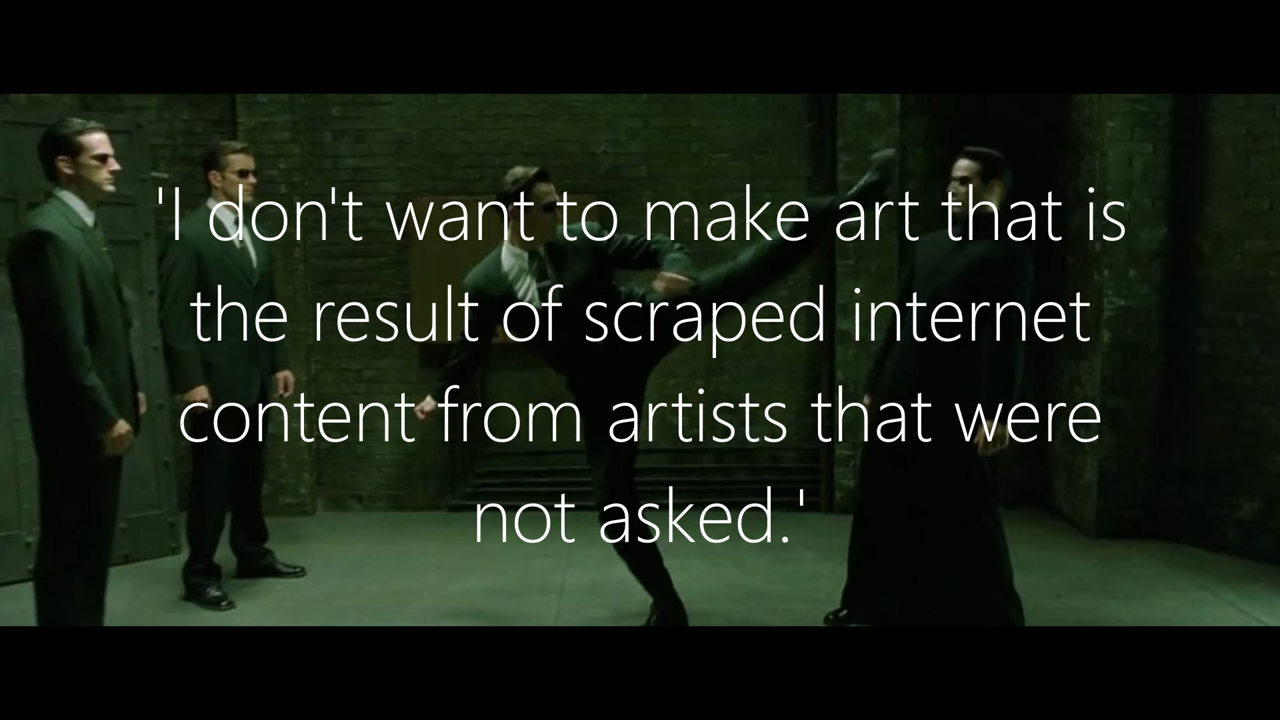 'I don't want to make art that is
the result of scraped internet
content from artists that were
not asked.'